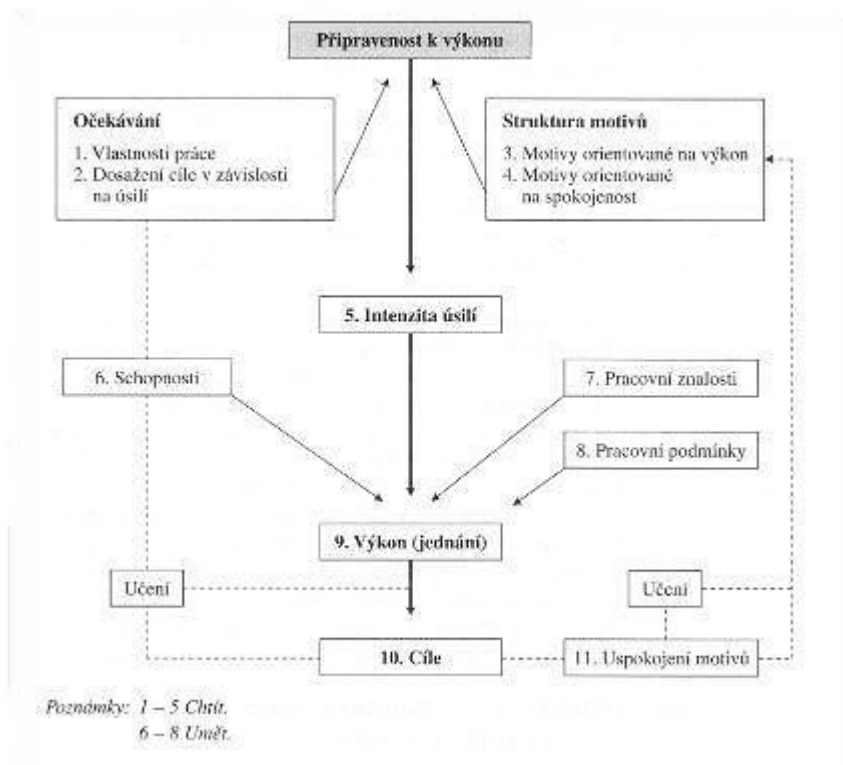 Připravenost k výkonu
Očekávání
1. Vlastnosti práce
2. Dosažení cíle v závislosti
na úsilí
Struktura motivů
3. Motivy orientované na výkon
4. Motivy orientované
na spokojenost
5. Intenzita úsilí
6. Schopnosti
7. Pracovní znalosti
8. Pracovní podmínky
9. Výkon (jednání)
Učení
Učení
10. Cíle
11. Uspokojení motivů
Poznámky: 1 – 5 Chtít.
6 – 8 Umět.